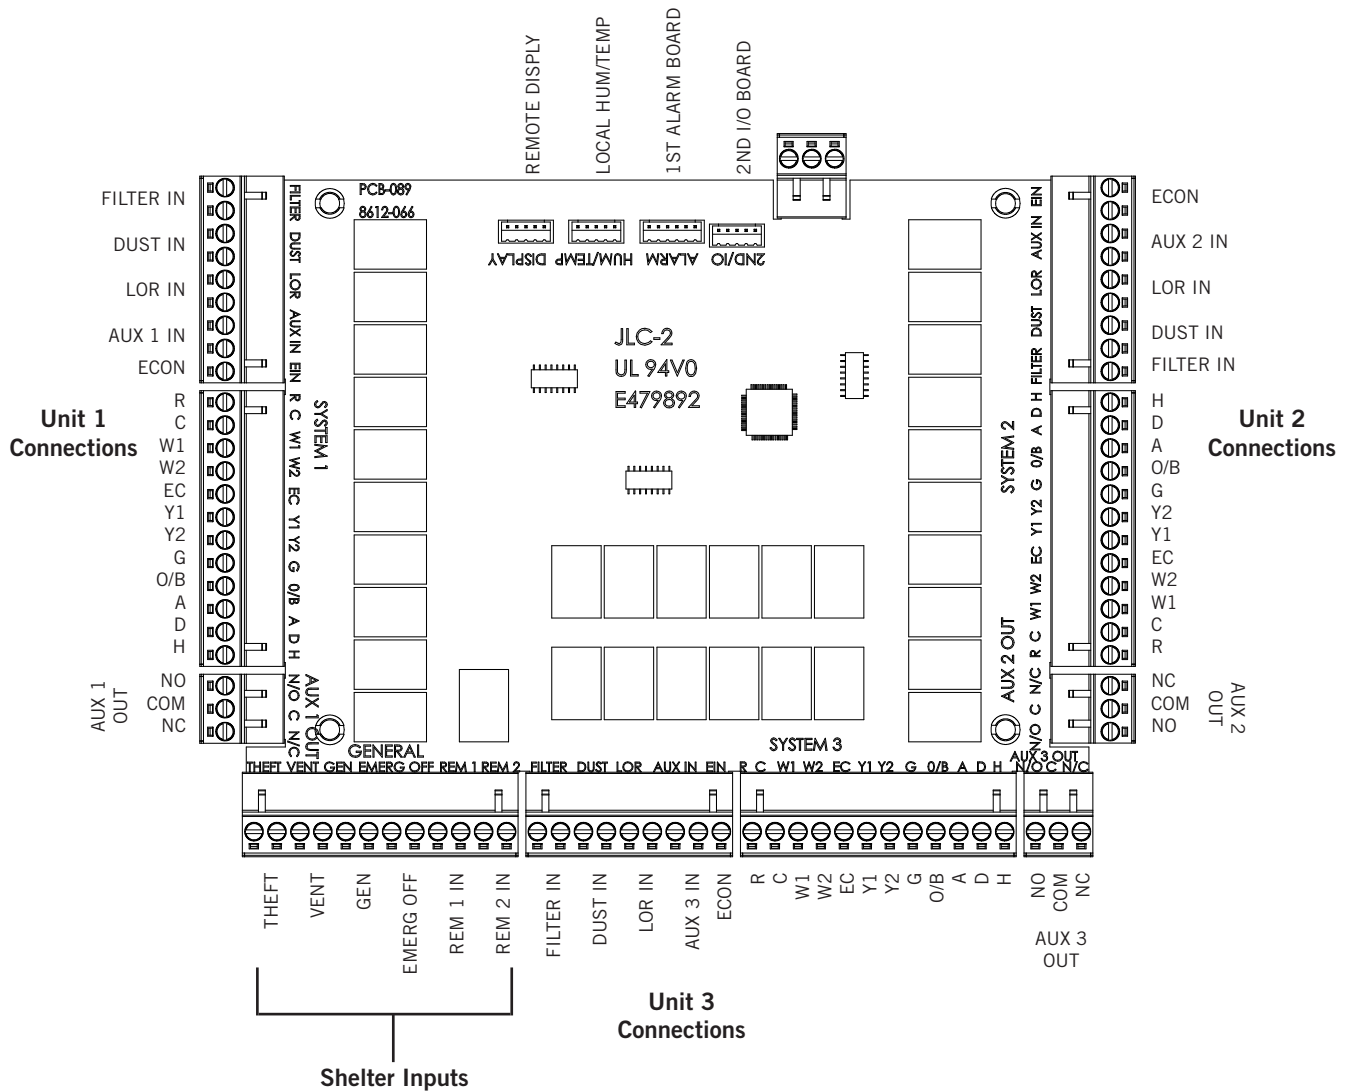 REMOTE DISPLY
LOCAL HUM/TEMP
1ST ALARM BOARD
2ND I/O BOARD
FILTER IN
DUST IN
LOR IN
AUX 1 IN
ECON
Unit 1
Connections
R
C
W1
W2
EC
Y1
Y2
G
O/B
A
D
H
NO
COM
NC
AUX 1
OUT
FILTER DUST LOR AUX IN EIN
R C W1 W2 EC Y1 Y2 G 0/B A D H
N/O C N/C
SYSTEM 1
AUX 1 OUT
PCB-089
8612-066
DISPLAY
HUM/TEMP
ALARM
2ND/IO
JLC-2
UL 94V0
E479892
SYSTEM 2
AUX 2 OUT
FILTER DUST LOR AUX IN EIN
N/O C N/C R C W1 W2 EC Y1 Y2 G 0/B A D H
ECON
AUX 2 IN
LOR IN
DUST IN
FILTER IN
H
D
A
O/B
G
Y2
Y1
EC
W2
W1
C
R
Unit 2
Connections
NC
COM
NO
AUX 2
OUT
GENERAL
SYSTEM 3
AUX 3 OUT
THEFT VENT GEN EMERG OFF REM 1 REM 2
FILTER DUST LOR AUX IN EIN
R C W1 W2 EC Y1 Y2 G 0/B A D H
N/O C N/C
THEFT
VENT
GEN
EMERG OFF
REM 1 IN
REM 2 IN
FILTER IN
DUST IN
LOR IN
AUX 3 IN
ECON
R
C
W1
W2
EC
Y1
Y2
G
O/B
A
D
H
NO
COM
NC
AUX 3
OUT
Unit 3
Connections
Shelter Inputs